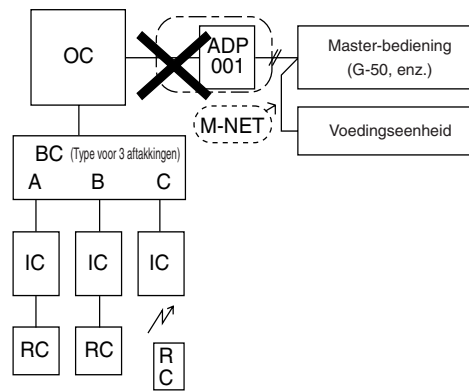 OC
ADP
001
Master-bediening
(G-50, enz.)
M-NET
Voedingseenheid
BC (Type voor 3 aftakkingen)
A B C
IC IC IC
RC RC R
C